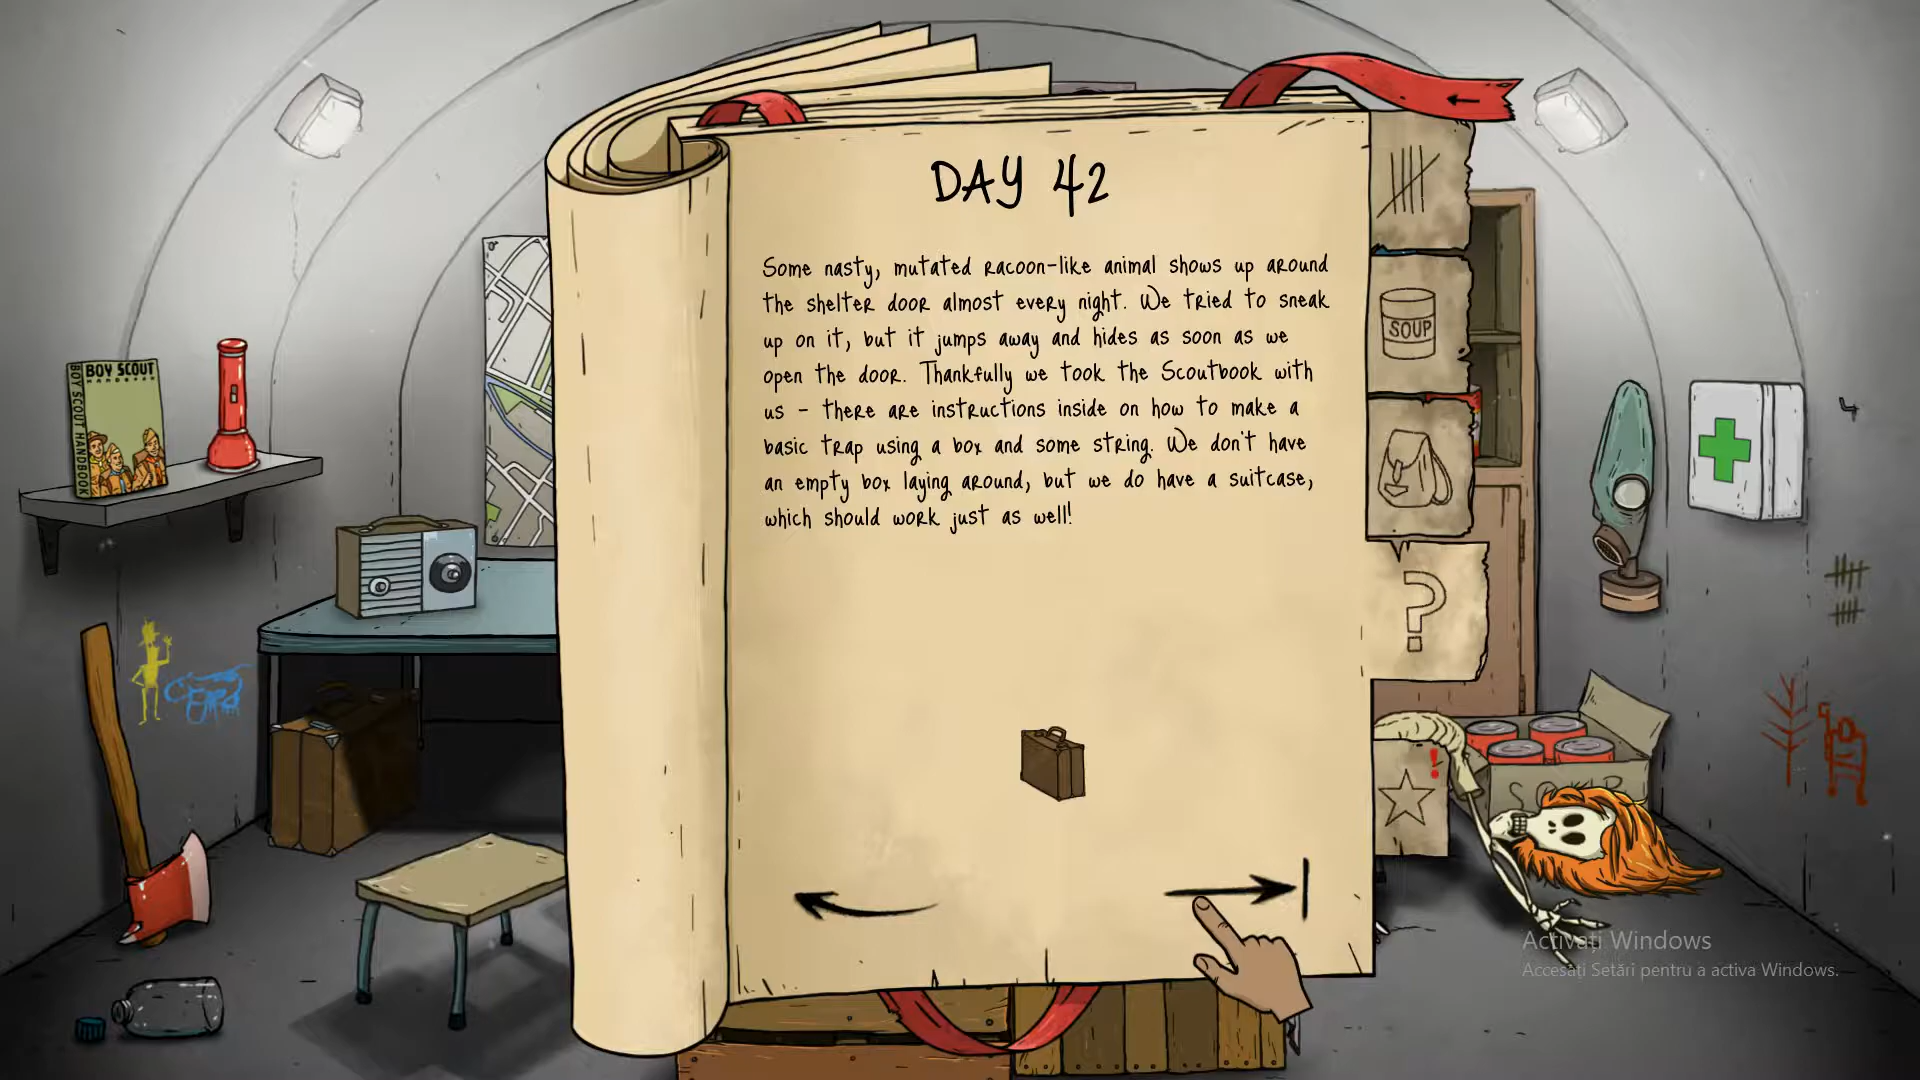 DAY 42
Some nasty, mutated racoon-like animal shows up around
the shelter door almost every night. We tried to sneak
up on it, but it jumps away and hides as soon as we
open the door. Thankfully we took the Scoutbook with
us - there are instructions inside on how to make a
basic trap using a box and some string. We don't have
an empty box laying around, but we do have a suitcase,
which should work just as well!
SOUP
BOY SCOUT
HANDBOOK
BOY SCOUT HANDBOOK
!
SOUP
Activați Windows
Accesați Setări pentru a activa Windows.